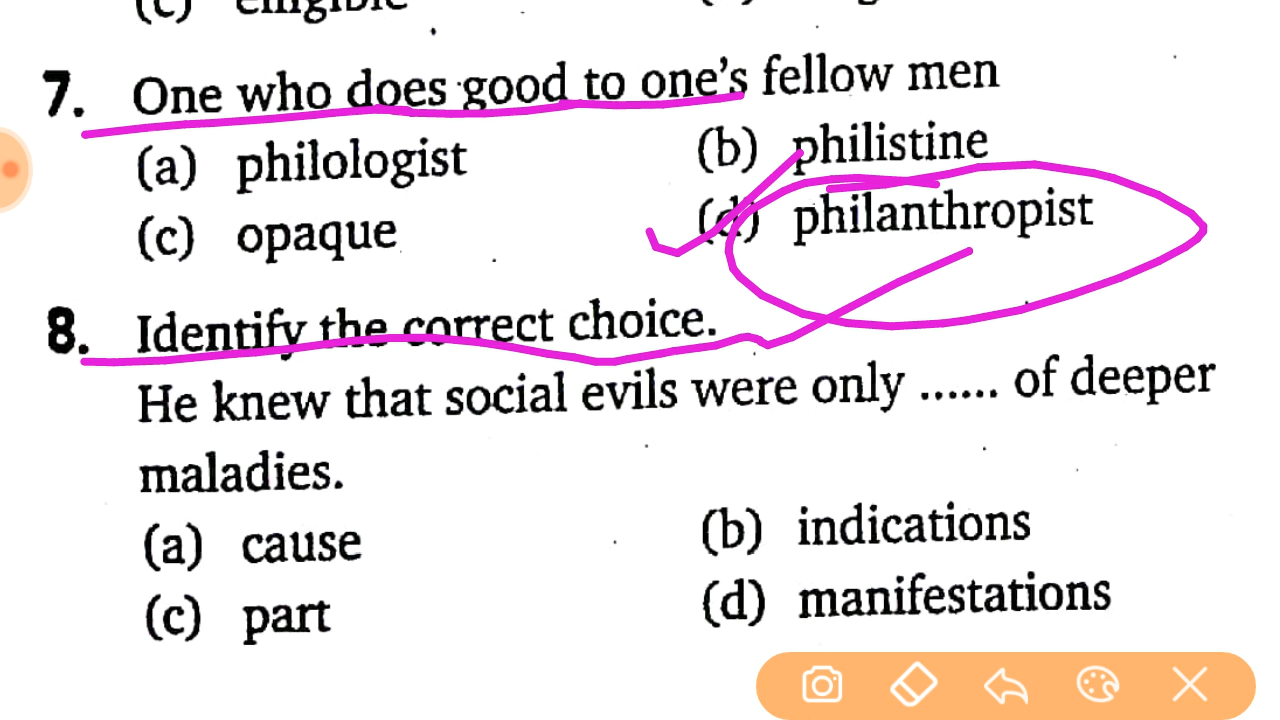 7. One who does good to one's fellow men
(a) philologist (b) philistine
(c) opaque (d) philanthropist
8. Identify the correct choice.
He knew that social evils were only ...... of deeper
maladies.
(a) cause (b) indications
(c) part (d) manifestations